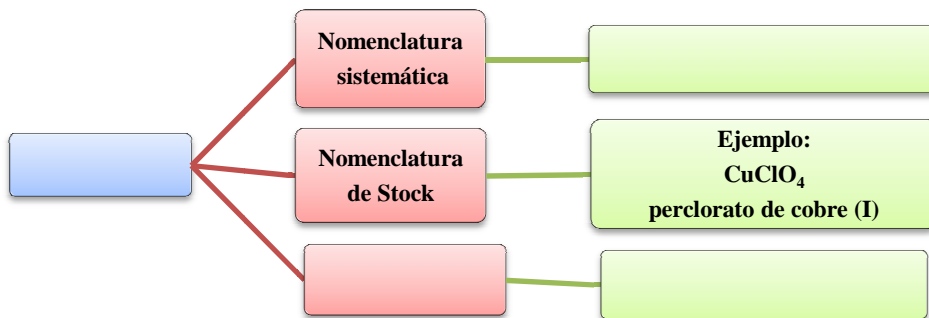 Nomenclatura
sistemática
Nomenclatura
de Stock
Ejemplo:
CuClO₄
perclorato de cobre (I)